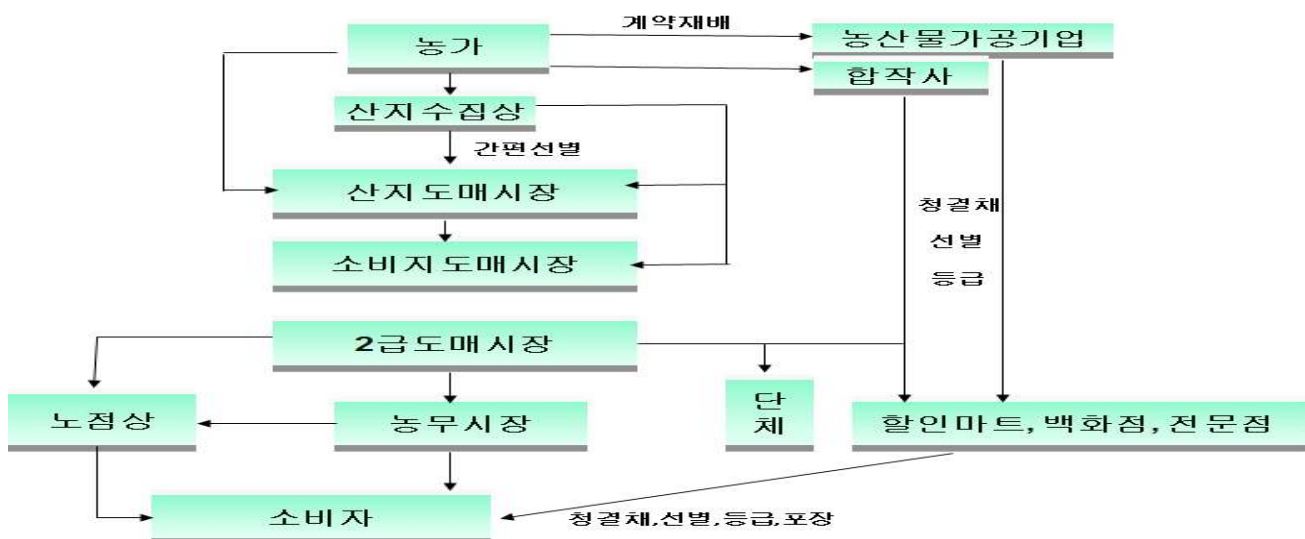 계약재배
농가
농산물가공기업
합작사
산지수집상
간편선별
산지도매시장
청결채
선별
등급
소비지도매시장
2급도매시장
단
체
노점상
농무시장
할인마트,백화점,전문점
소비자
청결채,선별,등급,포장